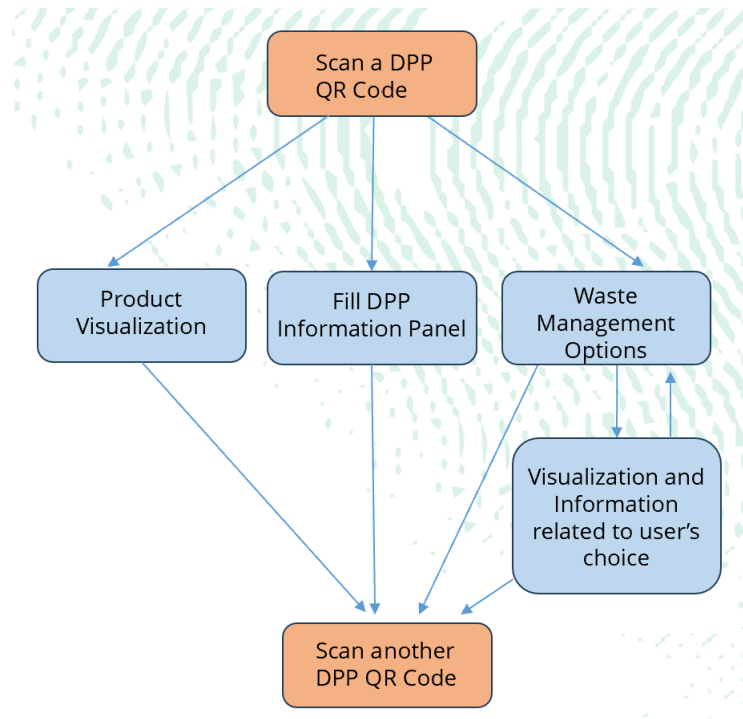 Scan a DPP
QR Code
Product
Visualization
Fill DPP
Information Panel
Waste
Management
Options
Visualization and
Information
related to user’s
choice
Scan another
DPP QR Code